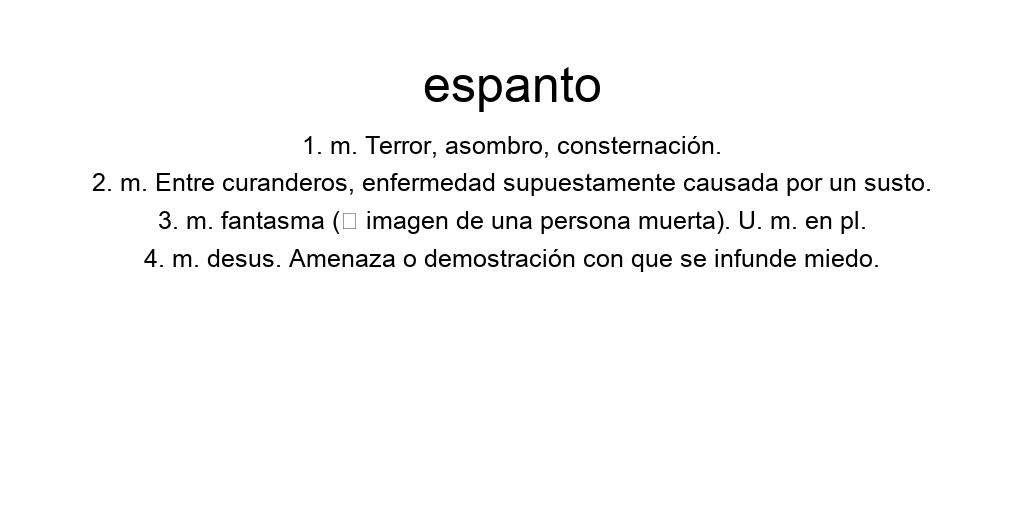 espanto
1. m. Terror, asombro, consternación.
2. m. Entre curanderos, enfermedad supuestamente causada por un susto.
3. m. fantasma (□ imagen de una persona muerta). U. m. en pl.
4. m. desus. Amenaza o demostración con que se infunde miedo.